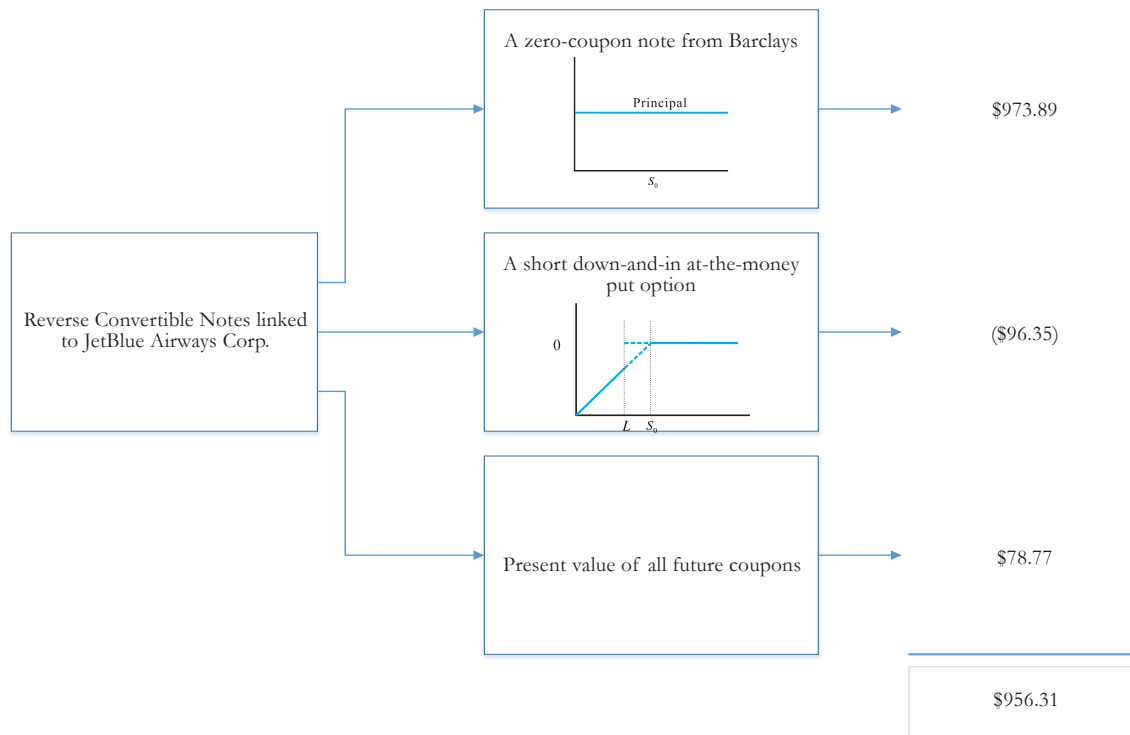 A zero-coupon note from Barclays
Principal
S₀
$973.89
Reverse Convertible Notes linked
to JetBlue Airways Corp.
A short down-and-in at-the-money
put option
0
L S₀
($96.35)
Present value of all future coupons
$78.77
$956.31